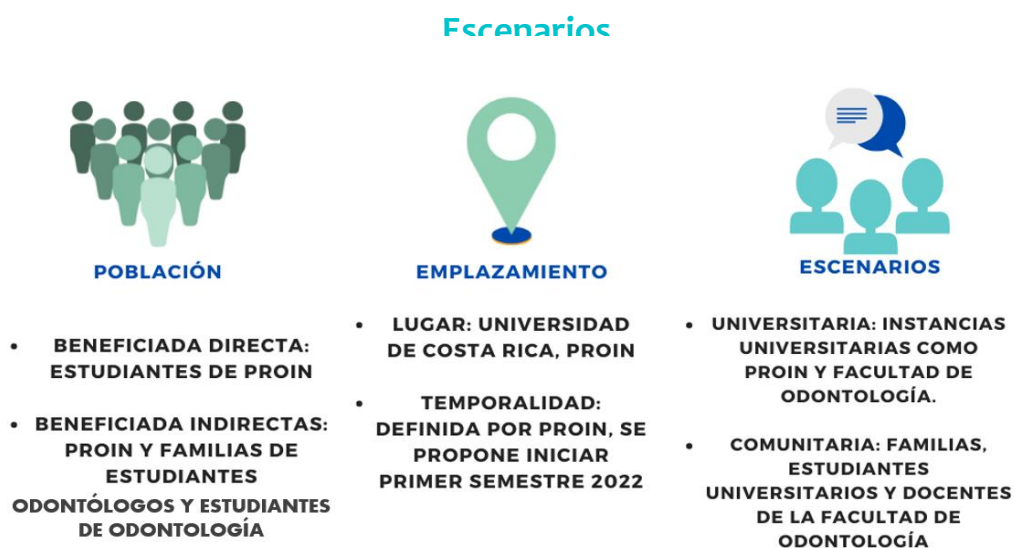 Escenarios
POBLACIÓN
• BENEFICIADA DIRECTA:
ESTUDIANTES DE PROIN
• BENEFICIADA INDIRECTAS:
PROIN Y FAMILIAS DE
ESTUDIANTES
ODONTÓLOGOS Y ESTUDIANTES
DE ODONTOLOGÍA
EMPLAZAMIENTO
• LUGAR: UNIVERSIDAD
DE COSTA RICA, PROIN
• TEMPORALIDAD:
DEFINIDA POR PROIN, SE
PROPONE INICIAR
PRIMER SEMESTRE 2022
ESCENARIOS
• UNIVERSITARIA: INSTANCIAS
UNIVERSITARIAS COMO
PROIN Y FACULTAD DE
ODONTOLOGÍA.
• COMUNITARIA: FAMILIAS,
ESTUDIANTES
UNIVERSITARIOS Y DOCENTES
DE LA FACULTAD DE
ODONTOLOGÍA